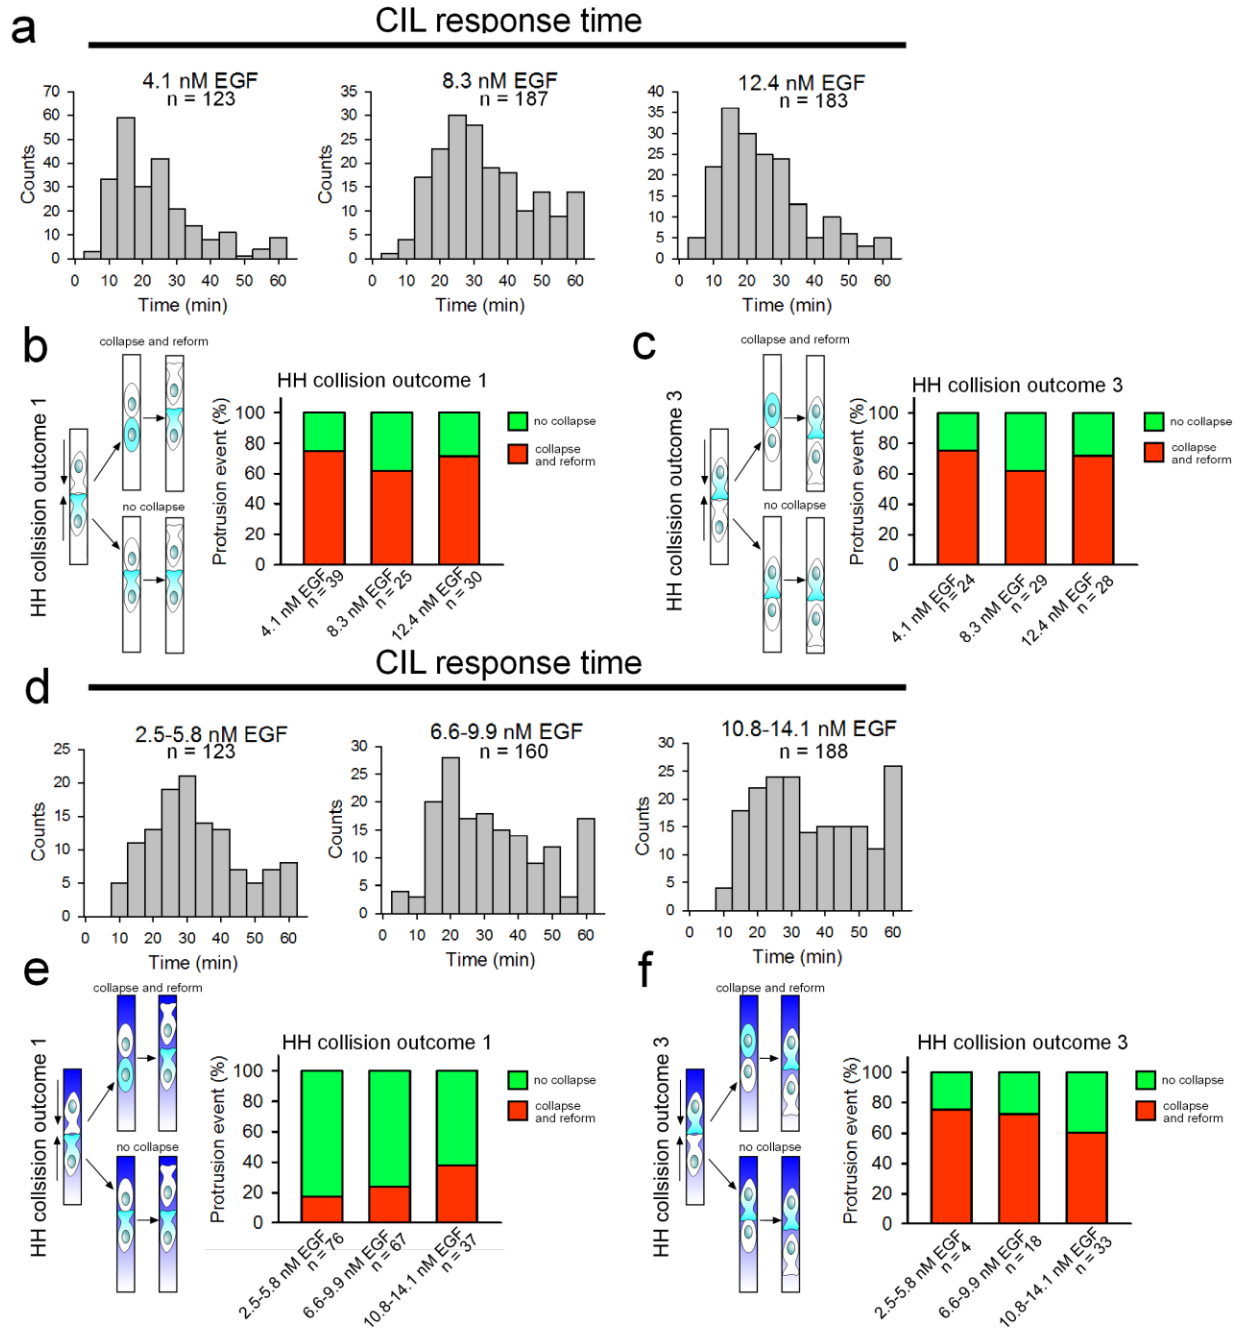 a
CIL response time
4.1 nM EGF
n = 123
70
60
50
40
30
20
10
0
Counts
0 10 20 30 40 50 60
Time (min)
8.3 nM EGF
n = 187
35
30
25
20
15
10
5
0
Counts
0 10 20 30 40 50 60
Time (min)
12.4 nM EGF
n = 183
40
35
30
25
20
15
10
5
0
0 10 20 30 40 50 60
Time (min)
b
HH collsision outcome 1
collapse and reform
no collapse
HH collision outcome 1
Protrusion event (%)
100
80
60
40
20
0
no collapse
collapse
and reform
4.1 nM EGF
n = 39
8.3 nM EGF
n = 25
12.4 nM EGF
n = 30
c
HH collision outcome 3
collapse and reform
no collapse
HH collision outcome 3
Protrusion event (%)
100
80
60
40
20
0
no collapse
collapse
and reform
4.1 nM EGF
n = 24
8.3 nM EGF
n = 29
12.4 nM EGF
n = 28
d
CIL response time
2.5-5.8 nM EGF
n = 123
25
20
15
10
5
0
Counts
0 10 20 30 40 50 60
Time (min)
6.6-9.9 nM EGF
n = 160
30
25
20
15
10
5
0
Counts
0 10 20 30 40 50 60
Time (min)
10.8-14.1 nM EGF
n = 188
30
25
20
15
10
5
0
Counts
0 10 20 30 40 50 60
Time (min)
e
HH collision outcome 1
collapse and reform
no collapse
HH collision outcome 1
Protrusion event (%)
100
80
60
40
20
0
no collapse
collapse
and reform
2.5-5.8 nM EGF
n = 76
6.6-9.9 nM EGF
n = 67
10.8-14.1 nM EGF
n = 37
f
HH collision outcome 3
collapse and reform
no collapse
HH collision outcome 3
Protrusion event (%)
100
80
60
40
20
0
no collapse
collapse
and reform
2.5-5.8 nM EGF
n = 4
6.6-9.9 nM EGF
n = 18
10.8-14.1 nM EGF
n = 33